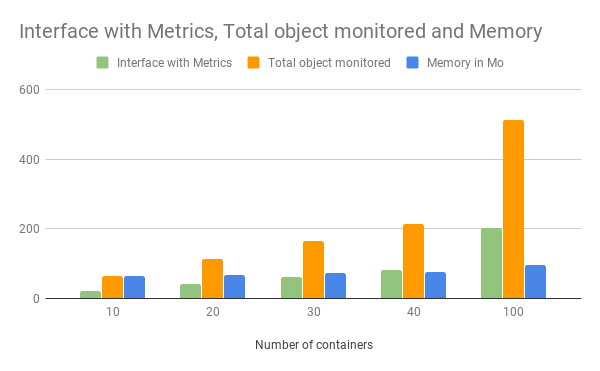 Interface with Metrics, Total object monitored and Memory
Interface with Metrics Total object monitored Memory in Mo
600
400
200
0
10 20 30 40 100
Number of containers